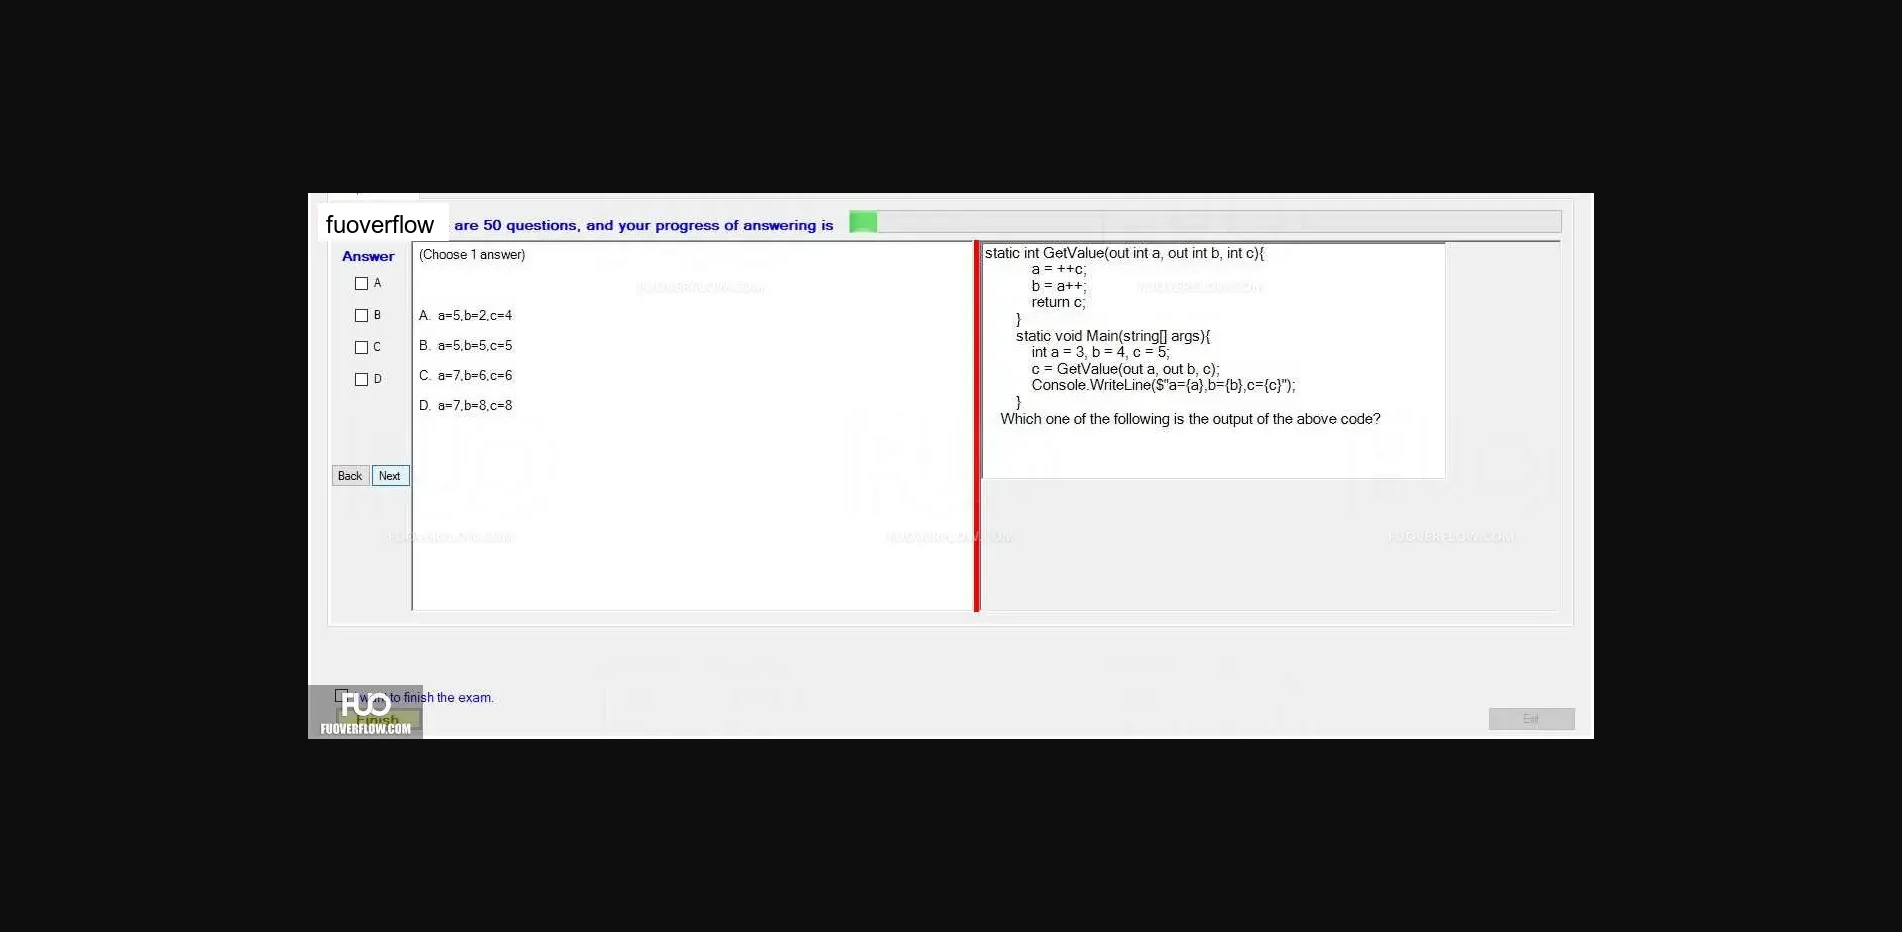 fuoverflow are 50 questions, and your progress of answering is
Answer
A
B
C
D
Back Next
(Choose 1 answer)
A. a=5,b=2,c=4
B. a=5,b=5,c=5
C. a=7,b=6,c=6
D. a=7,b=8,c=8
static int GetValue(out int a, out int b, int c){
a = ++c;
b = a++;
return c;
}
static void Main(string[] args){
int a = 3, b = 4, c = 5;
c = GetValue(out a, out b, c);
Console.WriteLine($"a={a},b={b},c={c}");
}
Which one of the following is the output of the above code?
FUOVERFLOW.COM
FUOVERFLOW.COM
FUOVERFLOW.COM
FUOVERFLOW.COM
FUOVERFLOW.COM
want to finish the exam.
FUO
Finish
FUOVERFLOW.COM
Exit